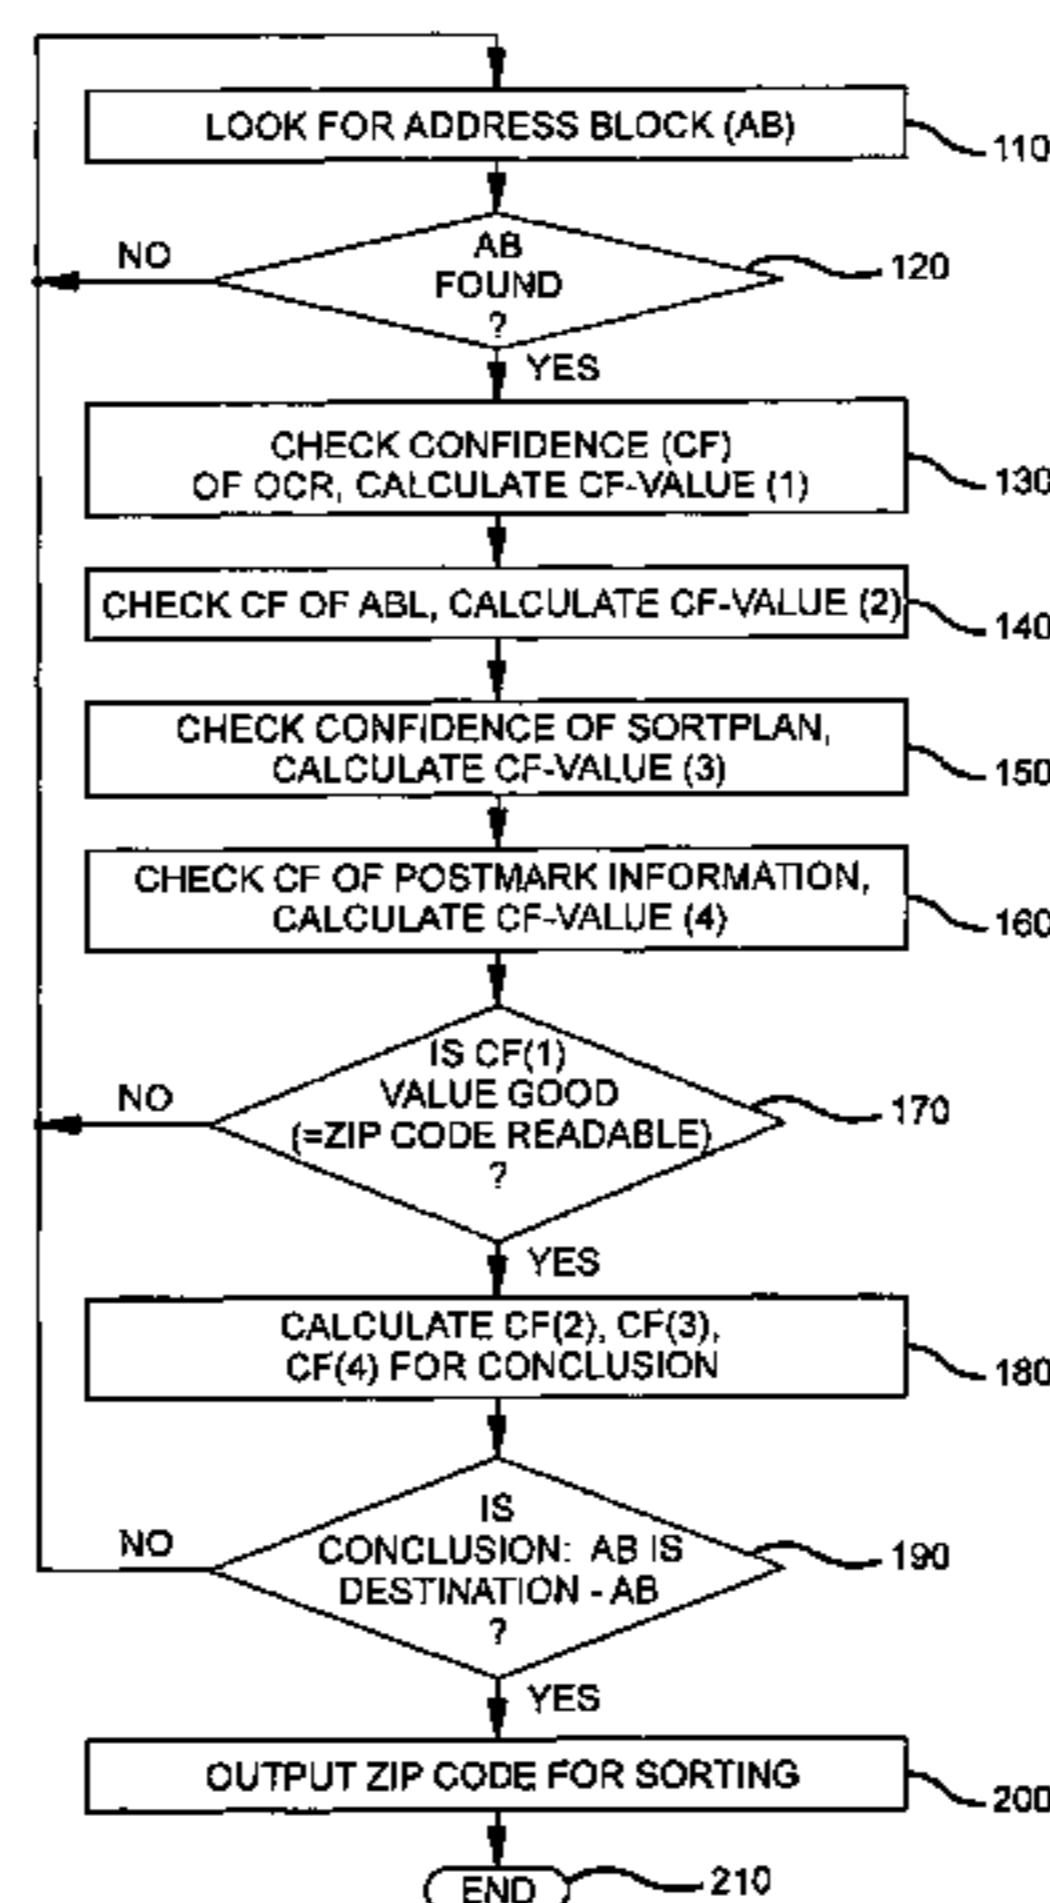 LOOK FOR ADDRESS BLOCK (AB)
110
AB
FOUND
?
120
NO
YES
CHECK CONFIDENCE (CF)
OF OCR, CALCULATE CF-VALUE (1)
130
CHECK CF OF ABL, CALCULATE CF-VALUE (2)
140
CHECK CONFIDENCE OF SORTPLAN,
CALCULATE CF-VALUE (3)
150
CHECK CF OF POSTMARK INFORMATION,
CALCULATE CF-VALUE (4)
160
IS CF(1)
VALUE GOOD
(=ZIP CODE READABLE)
?
170
NO
YES
CALCULATE CF(2), CF(3),
CF(4) FOR CONCLUSION
180
IS
CONCLUSION: AB IS
DESTINATION - AB
?
190
NO
YES
OUTPUT ZIP CODE FOR SORTING
200
END
210